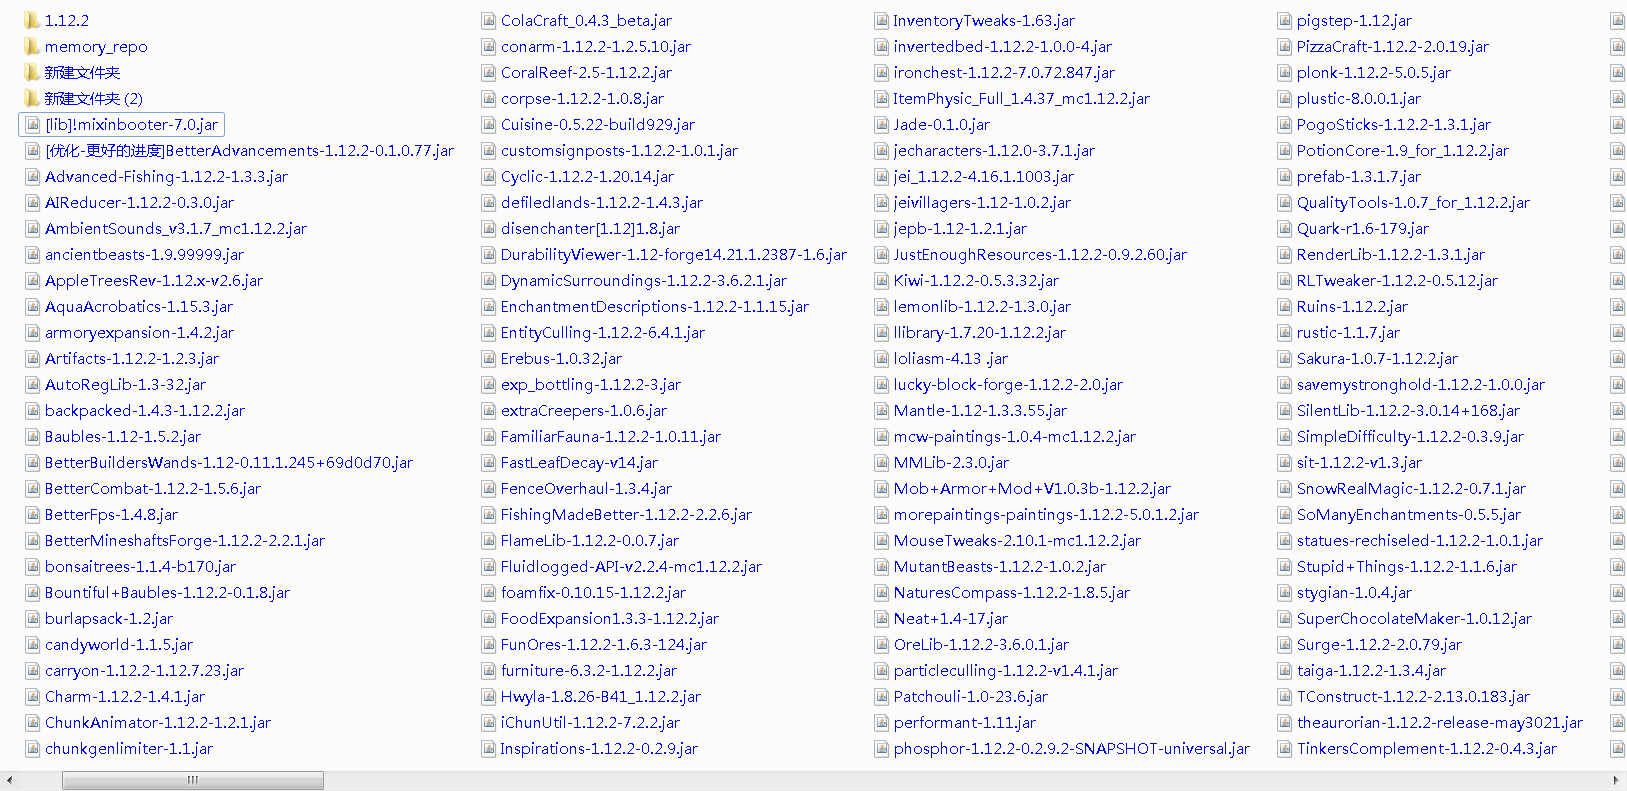 1.12.2
memory_repo
新建文件夹
新建文件夹 (2)
[lib]!mixinbooter-7.0.jar
[优化-更好的进度]BetterAdvancements-1.12.2-0.1.0.77.jar
Advanced-Fishing-1.12.2-1.3.3.jar
AIReducer-1.12.2-0.3.0.jar
AmbientSounds_v3.1.7_mc1.12.2.jar
ancientbeasts-1.9.99999.jar
AppleTreesRev-1.12.x-v2.6.jar
AquaAcrobatics-1.15.3.jar
armoryexpansion-1.4.2.jar
Artifacts-1.12.2-1.2.3.jar
AutoRegLib-1.3-32.jar
backpacked-1.4.3-1.12.2.jar
Baubles-1.12-1.5.2.jar
BetterBuildersWands-1.12-0.11.1.245+69d0d70.jar
BetterCombat-1.12.2-1.5.6.jar
BetterFps-1.4.8.jar
BetterMineshaftsForge-1.12.2-2.2.1.jar
bonsaitrees-1.1.4-b170.jar
Bountiful+Baubles-1.12.2-0.1.8.jar
burlapsack-1.2.jar
candyworld-1.1.5.jar
carryon-1.12.2-1.12.7.23.jar
Charm-1.12.2-1.4.1.jar
ChunkAnimator-1.12.2-1.2.1.jar
chunkgenlimiter-1.1.jar
ColaCraft_0.4.3_beta.jar
conarm-1.12.2-1.2.5.10.jar
CoralReef-2.5-1.12.2.jar
corpse-1.12.2-1.0.8.jar
Cuisine-0.5.22-build929.jar
customsignposts-1.12.2-1.0.1.jar
Cyclic-1.12.2-1.20.14.jar
defiledlands-1.12.2-1.4.3.jar
disenchanter[1.12]1.8.jar
DurabilityViewer-1.12-forge14.21.1.2387-1.6.jar
DynamicSurroundings-1.12.2-3.6.2.1.jar
EnchantmentDescriptions-1.12.2-1.1.15.jar
EntityCulling-1.12.2-6.4.1.jar
Erebus-1.0.32.jar
exp_bottling-1.12.2-3.jar
extraCreepers-1.0.6.jar
FamiliarFauna-1.12.2-1.0.11.jar
FastLeafDecay-v14.jar
FenceOverhaul-1.3.4.jar
FishingMadeBetter-1.12.2-2.2.6.jar
FlameLib-1.12.2-0.0.7.jar
Fluidlogged-API-v2.2.4-mc1.12.2.jar
foamfix-0.10.15-1.12.2.jar
FoodExpansion1.3.3-1.12.2.jar
FunOres-1.12.2-1.6.3-124.jar
furniture-6.3.2-1.12.2.jar
Hwyla-1.8.26-B41_1.12.2.jar
iChunUtil-1.12.2-7.2.2.jar
Inspirations-1.12.2-0.2.9.jar
InventoryTweaks-1.63.jar
invertedbed-1.12.2-1.0.0-4.jar
ironchest-1.12.2-7.0.72.847.jar
ItemPhysic_Full_1.4.37_mc1.12.2.jar
Jade-0.1.0.jar
jecharacters-1.12.0-3.7.1.jar
jei_1.12.2-4.16.1.1003.jar
jeivillagers-1.12-1.0.2.jar
jepb-1.12-1.2.1.jar
JustEnoughResources-1.12.2-0.9.2.60.jar
Kiwi-1.12.2-0.5.3.32.jar
lemonlib-1.12.2-1.3.0.jar
llibrary-1.7.20-1.12.2.jar
loliasm-4.13 .jar
lucky-block-forge-1.12.2-2.0.jar
Mantle-1.12-1.3.3.55.jar
mcw-paintings-1.0.4-mc1.12.2.jar
MMLib-2.3.0.jar
Mob+Armor+Mod+V1.0.3b-1.12.2.jar
morepaintings-paintings-1.12.2-5.0.1.2.jar
MouseTweaks-2.10.1-mc1.12.2.jar
MutantBeasts-1.12.2-1.0.2.jar
NaturesCompass-1.12.2-1.8.5.jar
Neat+1.4-17.jar
OreLib-1.12.2-3.6.0.1.jar
particleculling-1.12.2-v1.4.1.jar
Patchouli-1.0-23.6.jar
performant-1.11.jar
phosphor-1.12.2-0.2.9.2-SNAPSHOT-universal.jar
pigstep-1.12.jar
PizzaCraft-1.12.2-2.0.19.jar
plonk-1.12.2-5.0.5.jar
plustic-8.0.0.1.jar
PogoSticks-1.12.2-1.3.1.jar
PotionCore-1.9_for_1.12.2.jar
prefab-1.3.1.7.jar
QualityTools-1.0.7_for_1.12.2.jar
Quark-r1.6-179.jar
RenderLib-1.12.2-1.3.1.jar
RLTweaker-1.12.2-0.5.12.jar
Ruins-1.12.2.jar
rustic-1.1.7.jar
Sakura-1.0.7-1.12.2.jar
savemystronghold-1.12.2-1.0.0.jar
SilentLib-1.12.2-3.0.14+168.jar
SimpleDifficulty-1.12.2-0.3.9.jar
sit-1.12.2-v1.3.jar
SnowRealMagic-1.12.2-0.7.1.jar
SoManyEnchantments-0.5.5.jar
statues-rechiseled-1.12.2-1.0.1.jar
Stupid+Things-1.12.2-1.1.6.jar
stygian-1.0.4.jar
SuperChocolateMaker-1.0.12.jar
Surge-1.12.2-2.0.79.jar
taiga-1.12.2-1.3.4.jar
TConstruct-1.12.2-2.13.0.183.jar
theaurorian-1.12.2-release-may3021.jar
TinkersComplement-1.12.2-0.4.3.jar